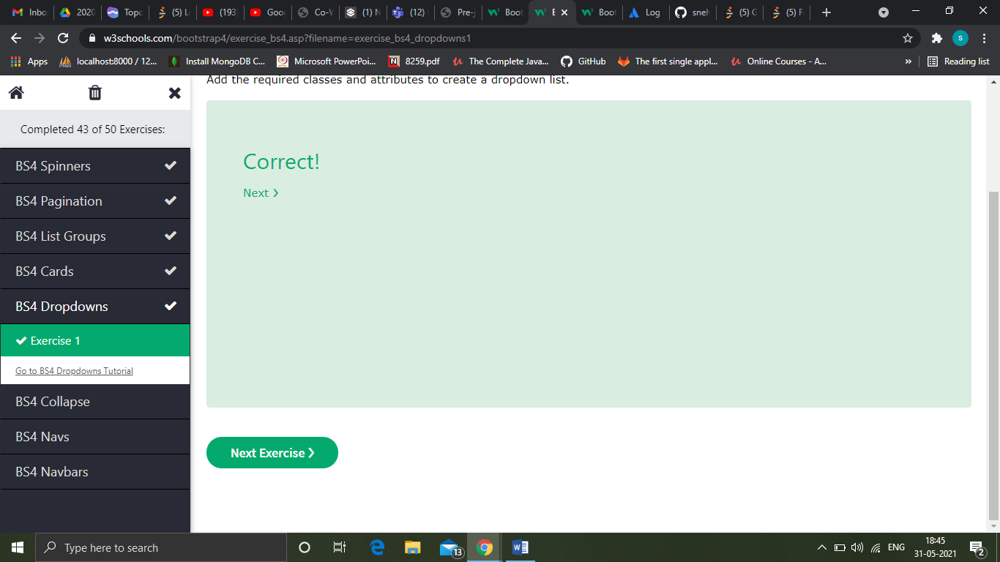 Inbo
2020
Topc
(5) Le
(193)
Goog
Co-W
(1) N
(12)
Pre-j
Boot
E
Boot
Log
sneh
(5) G
(5) F
w3schools.com/bootstrap4/exercise_bs4.asp?filename=exercise_bs4_dropdowns1
S
Apps
localhost:8000 / 12...
Install MongoDB C...
Microsoft PowerPoi...
8259.pdf
The Complete Java...
GitHub
The first single appl...
Online Courses - A...
»
Reading list
Add the required classes and attributes to create a dropdown list.
Completed 43 of 50 Exercises:
BS4 Spinners
BS4 Pagination
BS4 List Groups
BS4 Cards
BS4 Dropdowns
Exercise 1
Go to BS4 Dropdowns Tutorial
BS4 Collapse
BS4 Navs
BS4 Navbars
Correct!
Next ❯
Next Exercise ❯
Type here to search
13
ENG
18:45
31-05-2021
2